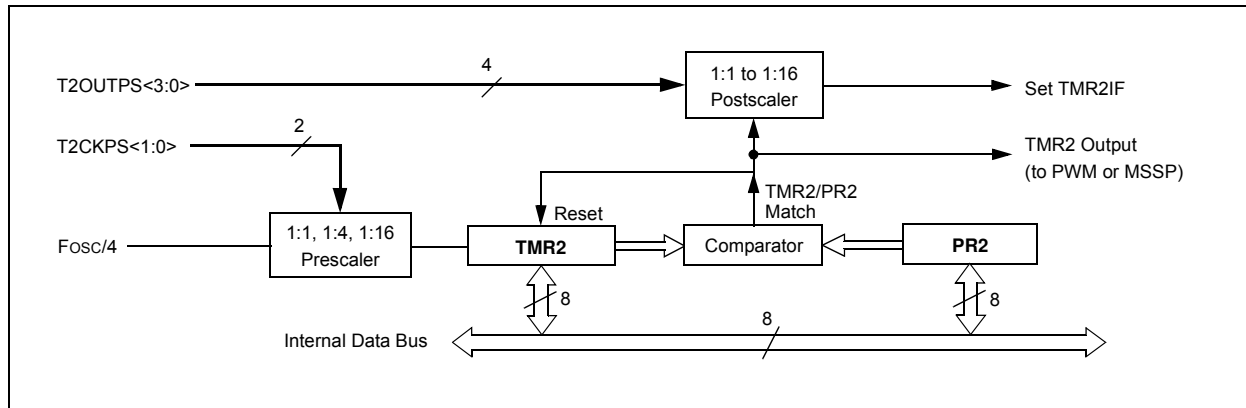 T2OUTPS<3:0>
4
1:1 to 1:16
Postscaler
Set TMR2IF
T2CKPS<1:0>
2
TMR2 Output
(to PWM or MSSP)
Reset
TMR2/PR2
Match
FOSC/4
1:1, 1:4, 1:16
Prescaler
TMR2
Comparator
PR2
8
8
Internal Data Bus
8